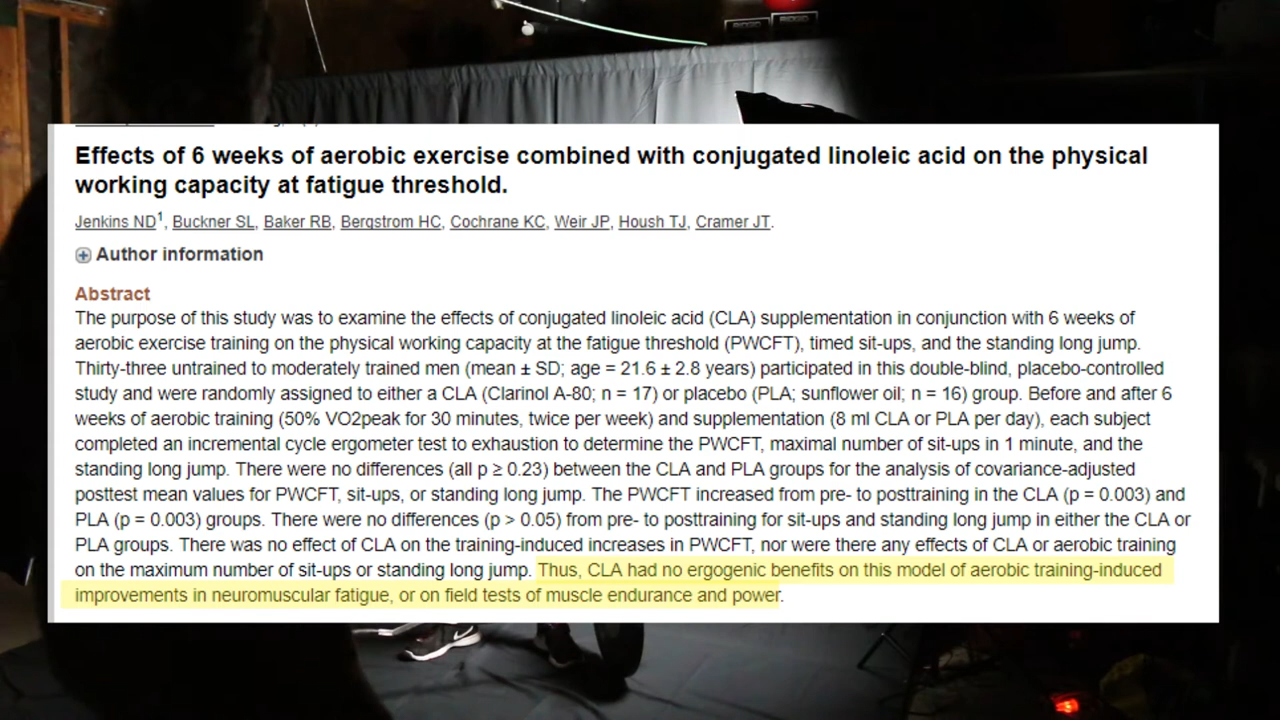 RIDGID RIDGID
Effects of 6 weeks of aerobic exercise combined with conjugated linoleic acid on the physical
working capacity at fatigue threshold.
Jenkins ND1, Buckner SL, Baker RB, Bergstrom HC, Cochrane KC, Weir JP, Housh TJ, Cramer JT.
Author information
Abstract
The purpose of this study was to examine the effects of conjugated linoleic acid (CLA) supplementation in conjunction with 6 weeks of
aerobic exercise training on the physical working capacity at the fatigue threshold (PWCFT), timed sit-ups, and the standing long jump.
Thirty-three untrained to moderately trained men (mean ± SD; age = 21.6 ± 2.8 years) participated in this double-blind, placebo-controlled
study and were randomly assigned to either a CLA (Clarinol A-80; n = 17) or placebo (PLA; sunflower oil; n = 16) group. Before and after 6
weeks of aerobic training (50% VO2peak for 30 minutes, twice per week) and supplementation (8 ml CLA or PLA per day), each subject
completed an incremental cycle ergometer test to exhaustion to determine the PWCFT, maximal number of sit-ups in 1 minute, and the
standing long jump. There were no differences (all p ≥ 0.23) between the CLA and PLA groups for the analysis of covariance-adjusted
posttest mean values for PWCFT, sit-ups, or standing long jump. The PWCFT increased from pre- to posttraining in the CLA (p = 0.003) and
PLA (p = 0.003) groups. There were no differences (p > 0.05) from pre- to posttraining for sit-ups and standing long jump in either the CLA or
PLA groups. There was no effect of CLA on the training-induced increases in PWCFT, nor were there any effects of CLA or aerobic training
on the maximum number of sit-ups or standing long jump. Thus, CLA had no ergogenic benefits on this model of aerobic training-induced
improvements in neuromuscular fatigue, or on field tests of muscle endurance and power.